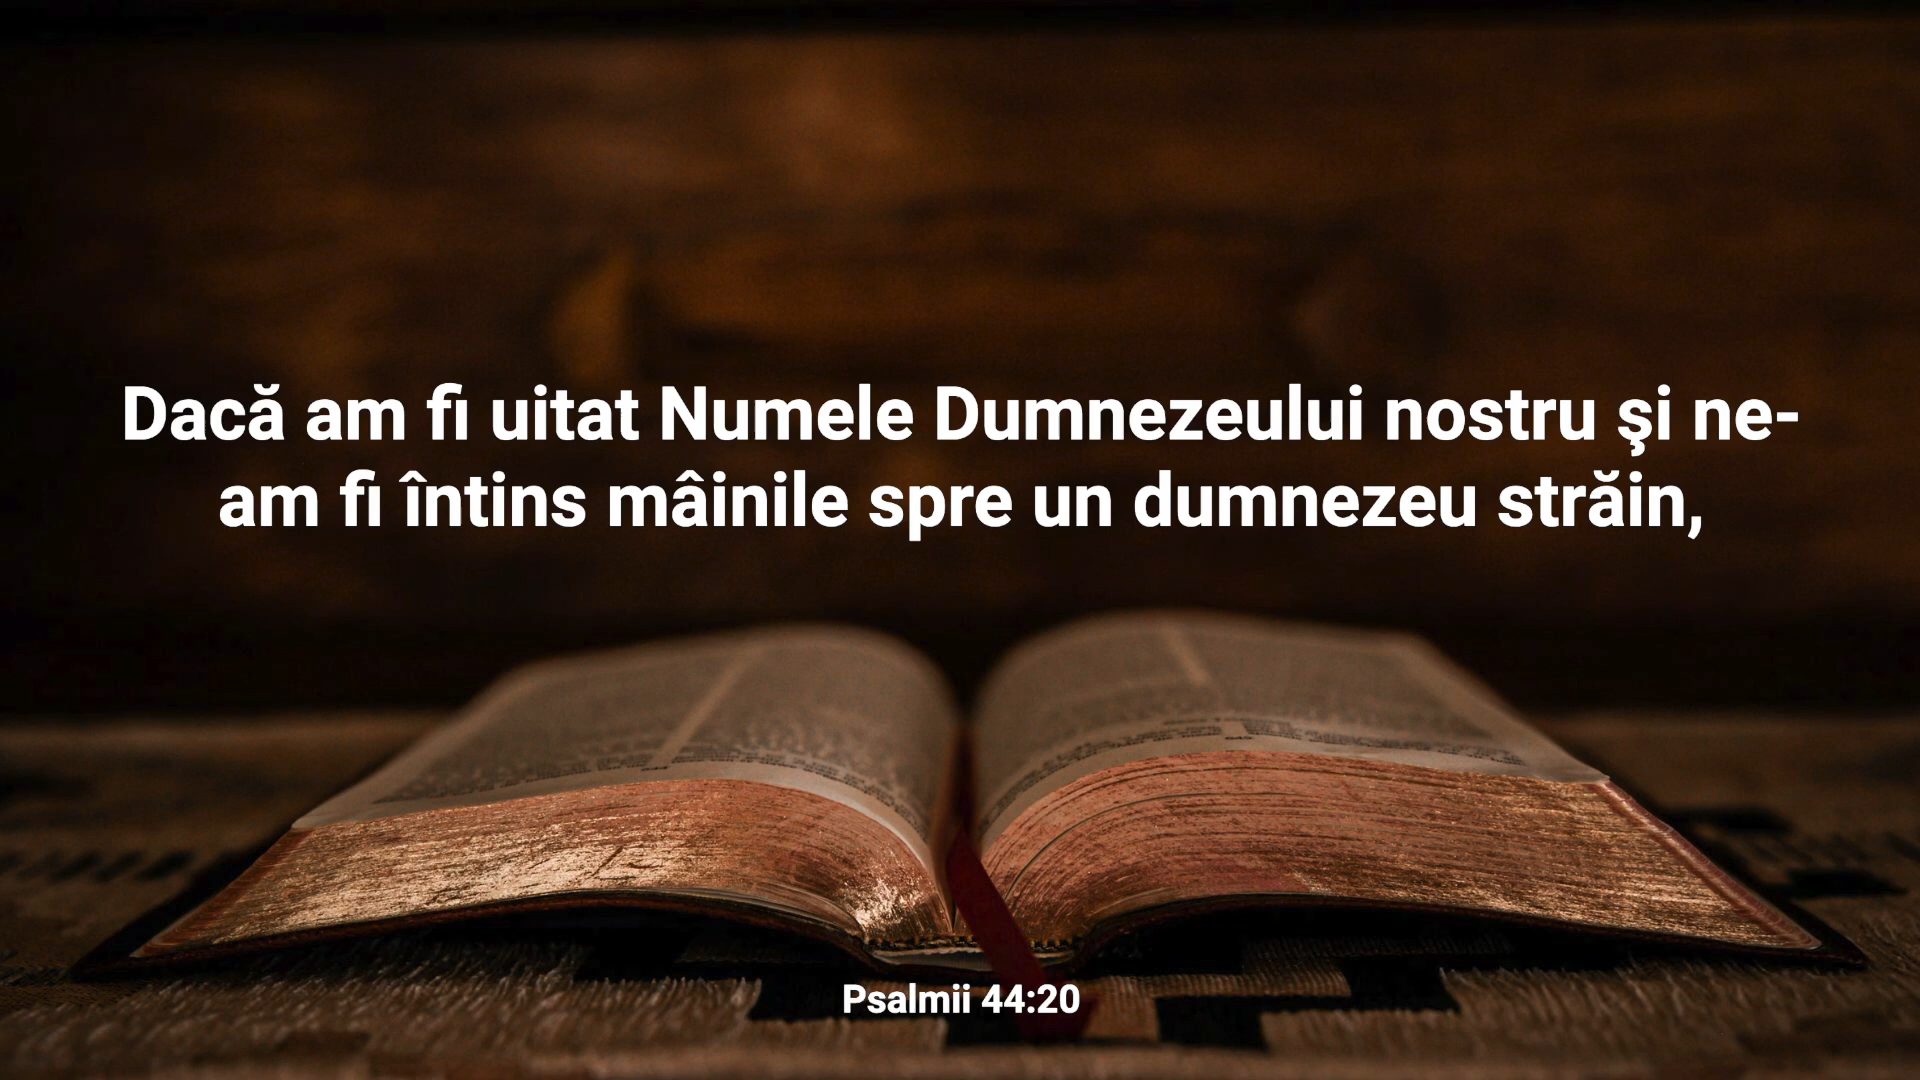 Dacă am fi uitat Numele Dumnezeului nostru şi ne-
am fi întins mâinile spre un dumnezeu străin,
Psalmii 44:20